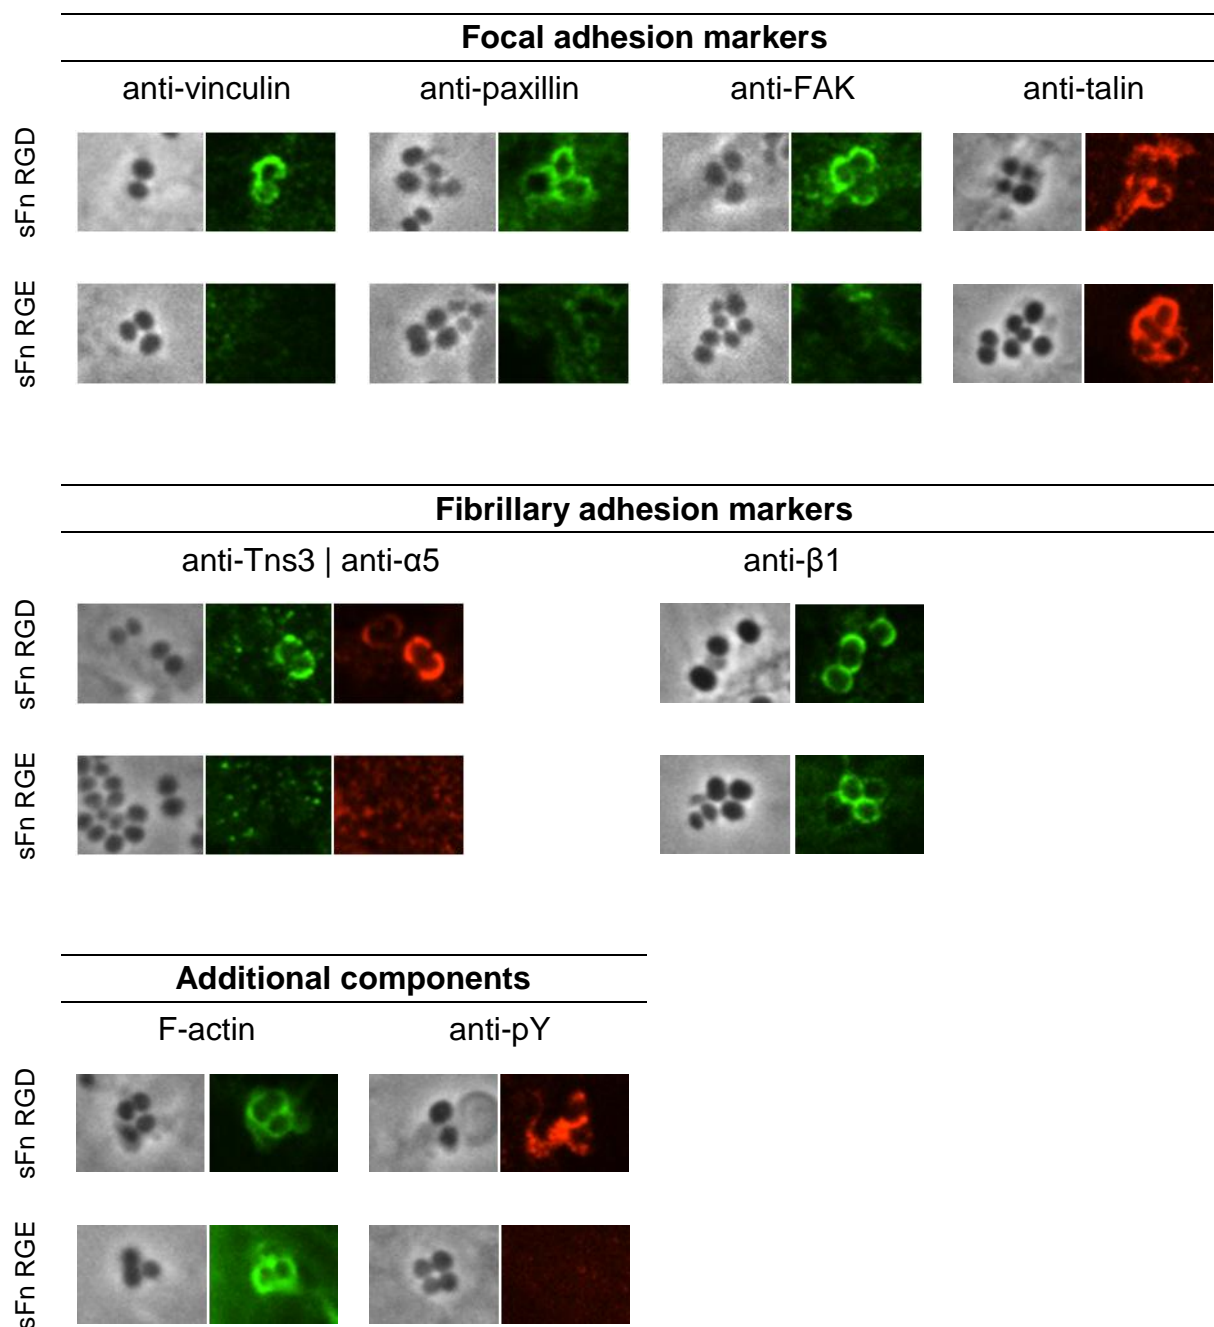 Focal adhesion markers
anti-vinculin anti-paxillin anti-FAK anti-talin
sFn RGD
sFn RGE
Fibrillary adhesion markers
anti-Tns3 | anti-α5 anti-β1
sFn RGD
sFn RGE
Additional components
F-actin anti-pY
sFn RGD
sFn RGE